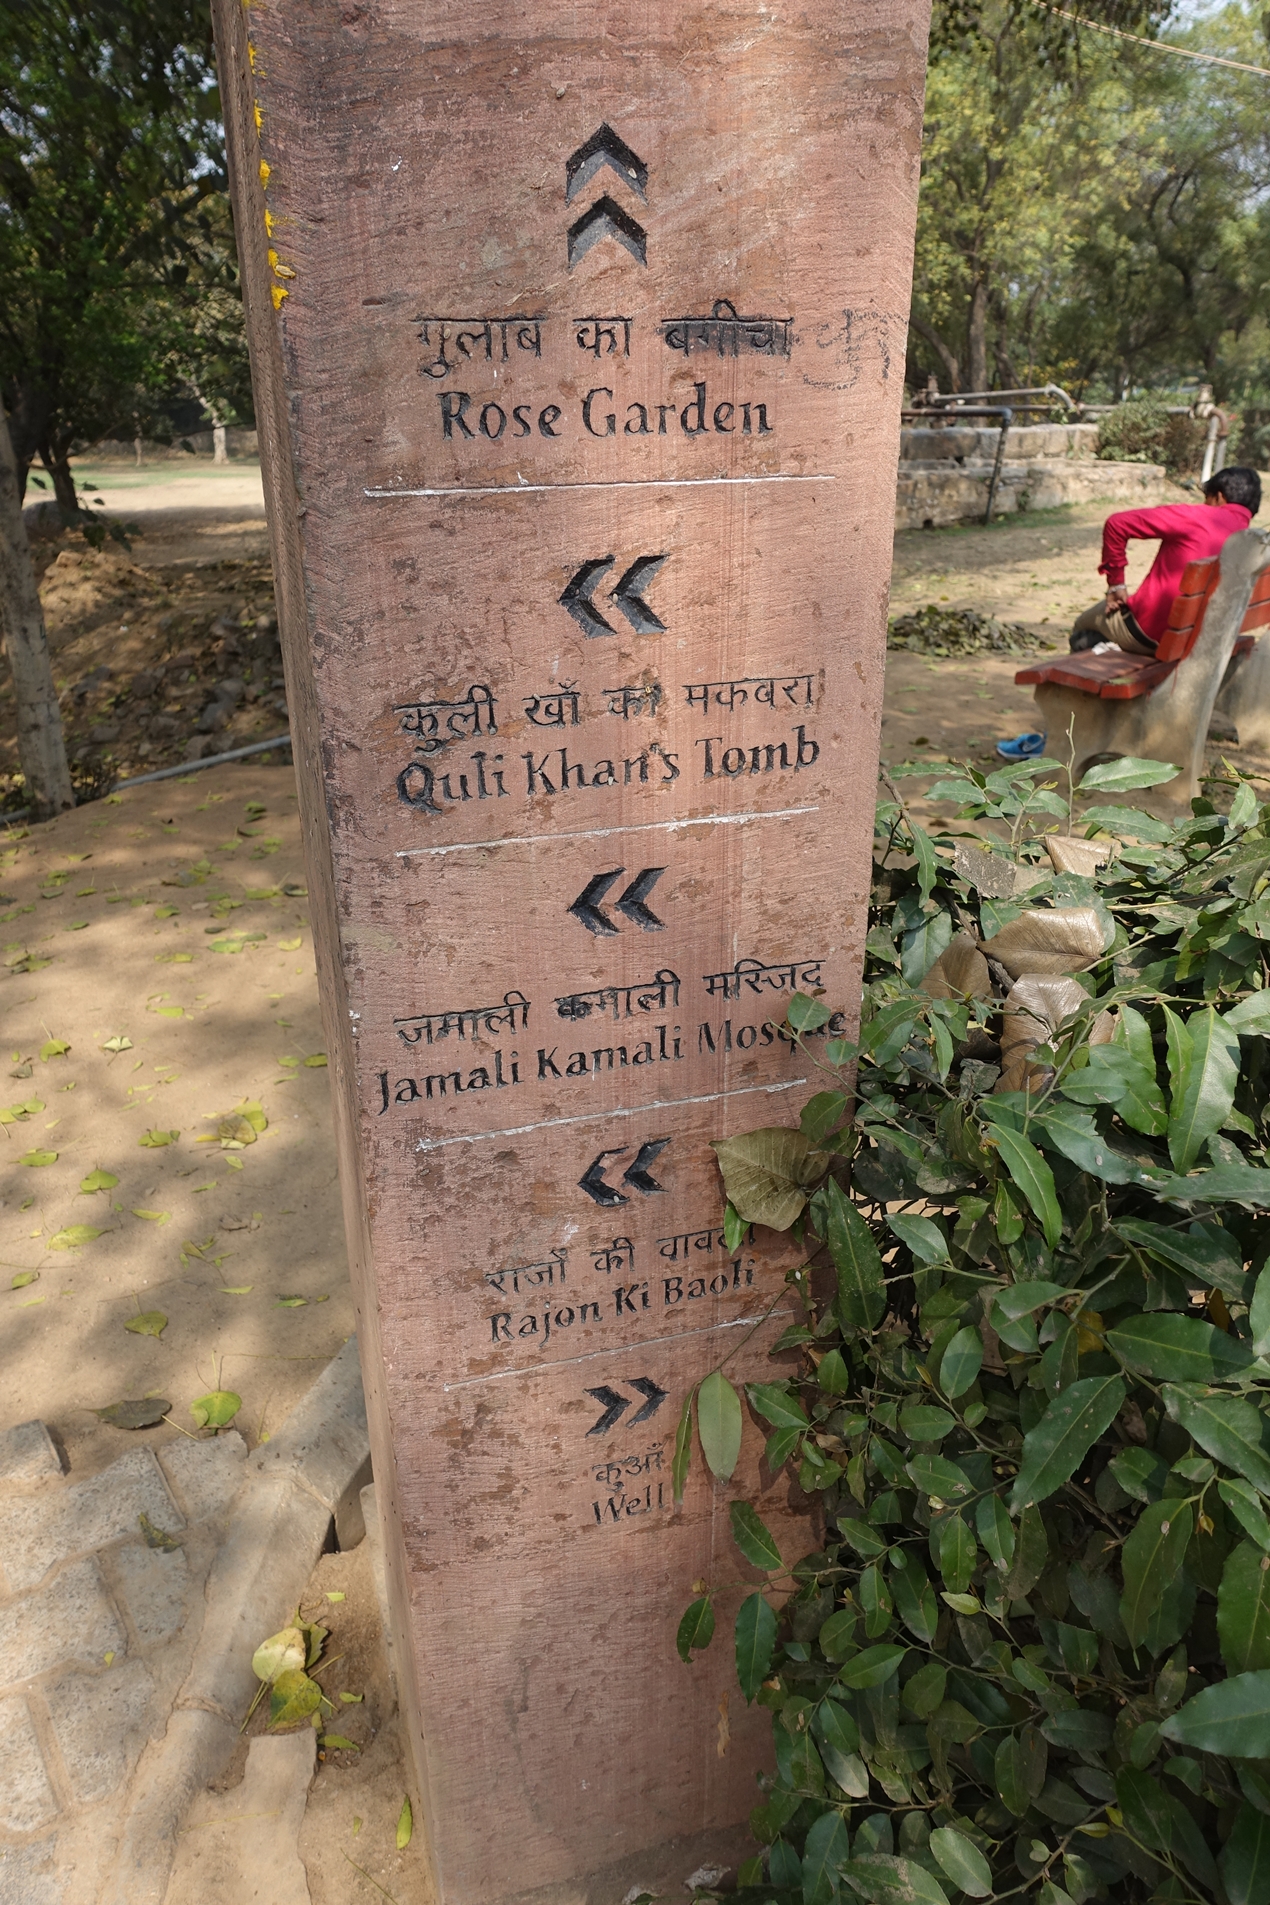 गुलाब का बगीचा
Rose Garden
कुली खाँ का मकबरा
Quli Khan's Tomb
जमाली कमाली मस्जिद
Jamali Kamali Mosque
राजों की
Rajon Ki Baoli
कुआँ
Well